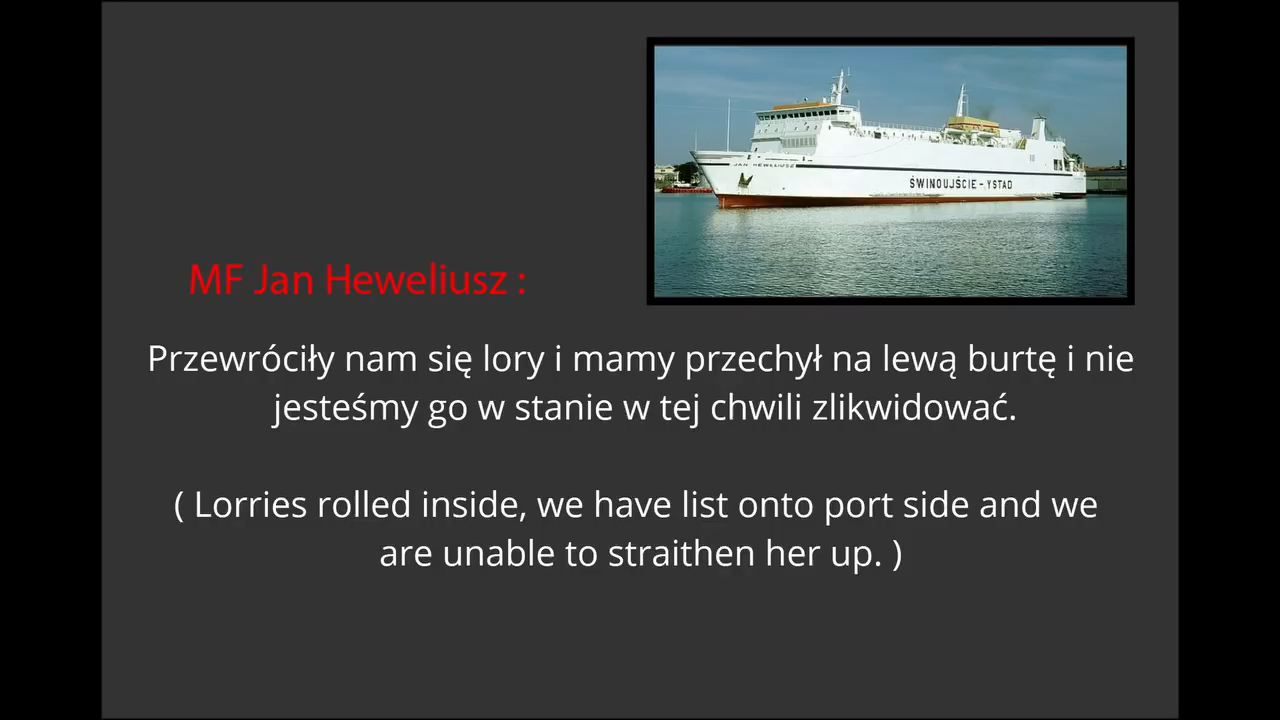 JAN HEWELIUSZ
ŚWINOUJŚCIE - YSTAD
MF Jan Heweliusz :
Przewróciły nam się lory i mamy przechył na lewą burtę i nie
jesteśmy go w stanie w tej chwili zlikwidować.
( Lorries rolled inside, we have list onto port side and we
are unable to straithen her up. )